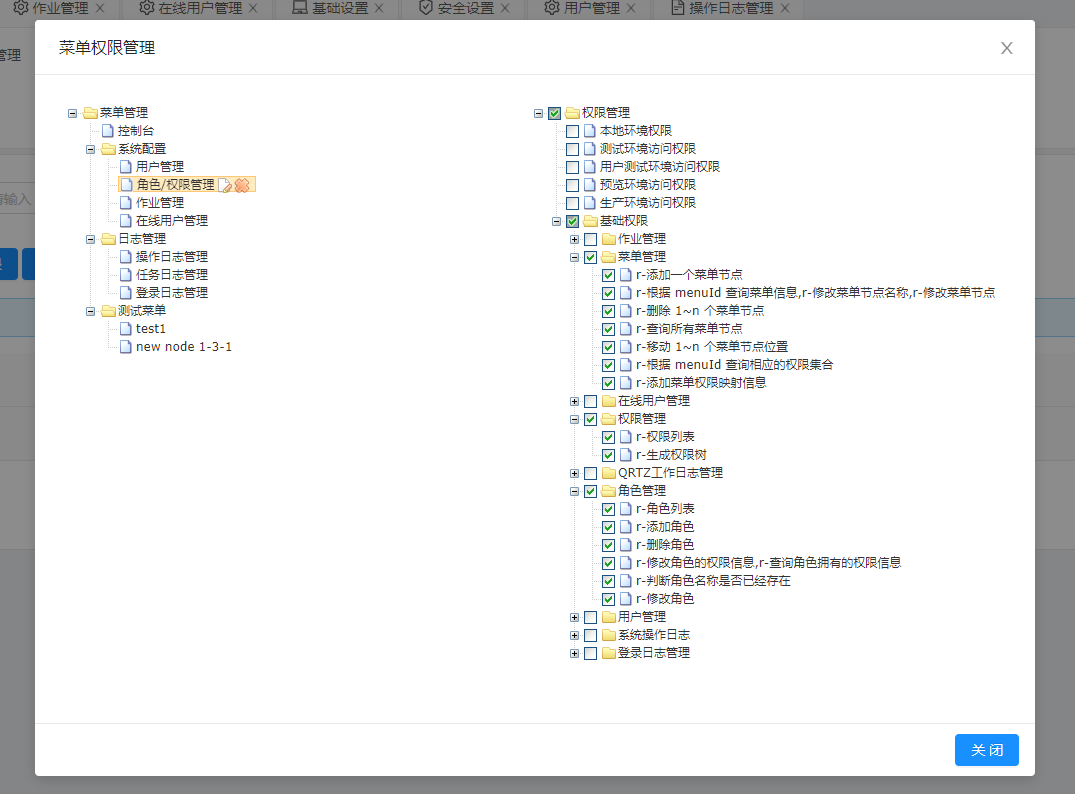 作业管理
在线用户管理
基础设置
安全设置
用户管理
操作日志管理
管理
菜单权限管理
菜单管理
控制台
系统配置
用户管理
角色/权限管理
作业管理
在线用户管理
日志管理
操作日志管理
任务日志管理
登录日志管理
测试菜单
test1
new node 1-3-1
输入
权限管理
本地环境权限
测试环境访问权限
用户测试环境访问权限
预览环境访问权限
生产环境访问权限
基础权限
作业管理
菜单管理
r-添加一个菜单节点
r-根据 menuId 查询菜单信息,r-修改菜单节点名称,r-修改菜单节点
r-删除 1~n 个菜单节点
r-查询所有菜单节点
r-移动 1~n 个菜单节点位置
r-根据 menuId 查询相应的权限集合
r-添加菜单权限映射信息
在线用户管理
权限管理
r-权限列表
r-生成权限树
QRTZ工作日志管理
角色管理
r-角色列表
r-添加角色
r-删除角色
r-修改角色的权限信息,r-查询角色拥有的权限信息
r-判断角色名称是否已经存在
r-修改角色
用户管理
系统操作日志
登录日志管理
关 闭